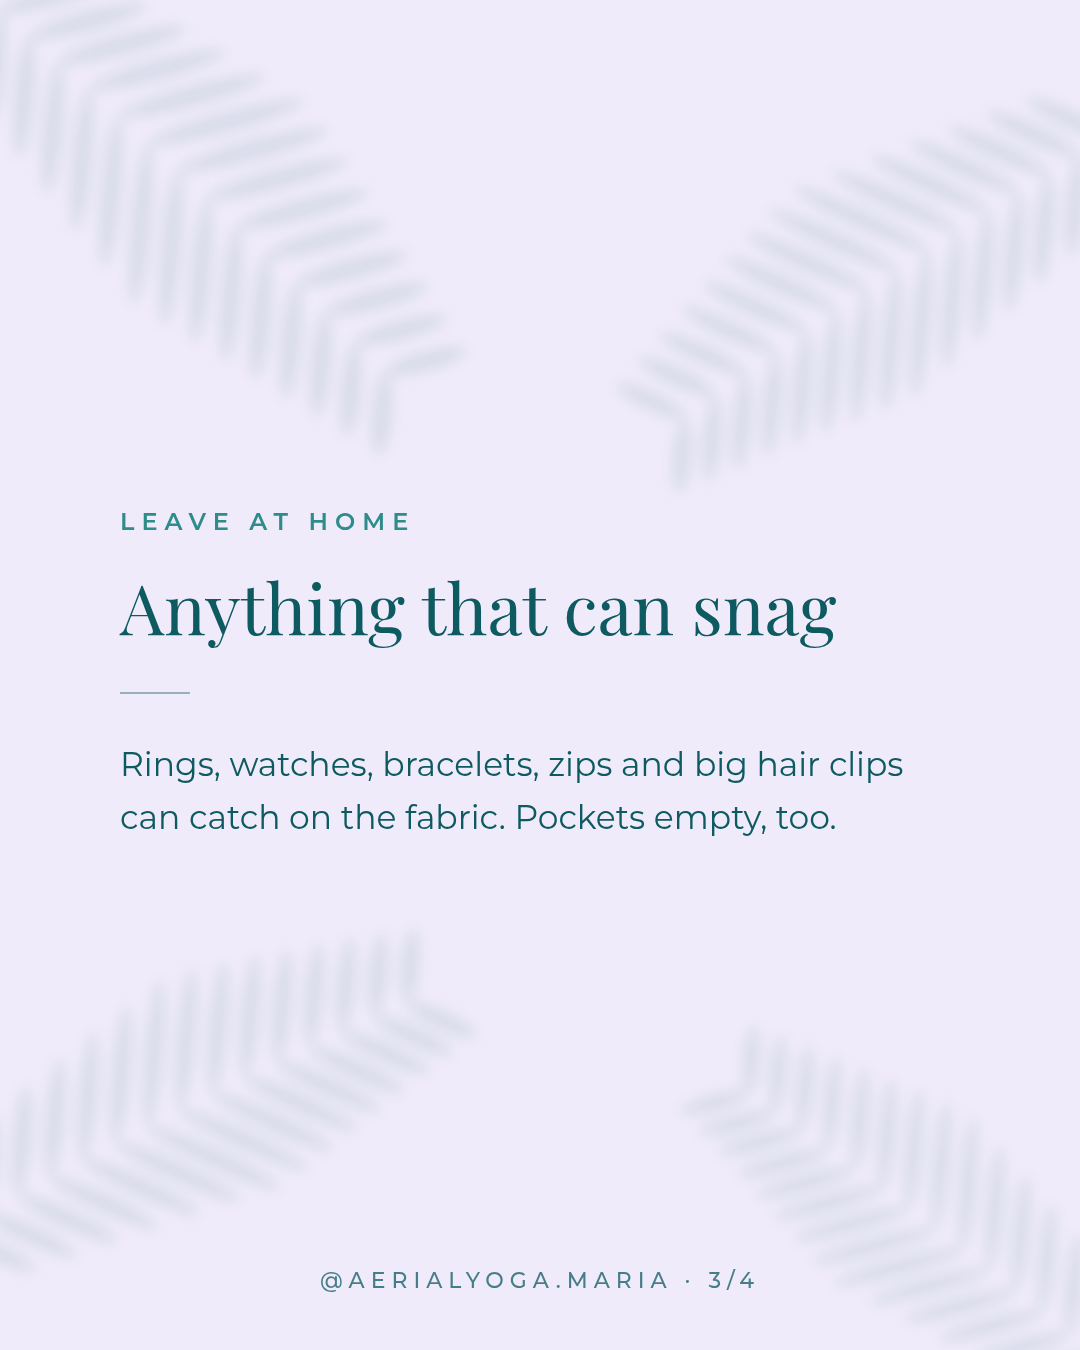 LEAVE AT HOME
Anything that can snag
Rings, watches, bracelets, zips and big hair clips
can catch on the fabric. Pockets empty, too.
@AERIALYOGA.MARIA · 3/4